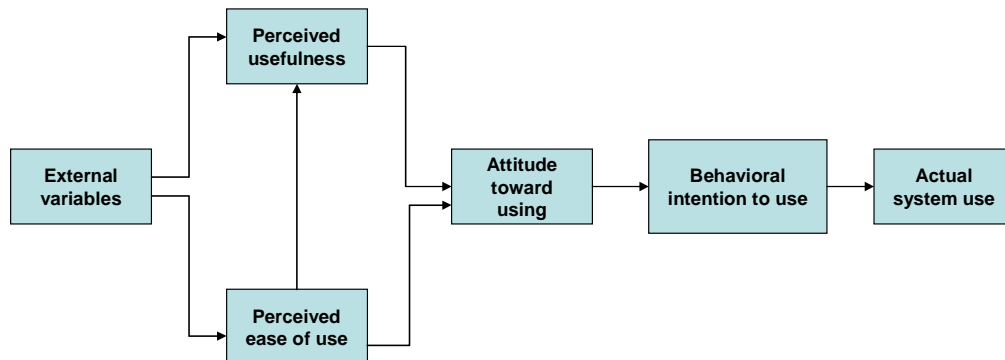 Perceived
usefulness
External
variables
Perceived
ease of use
Attitude
toward
using
Behavioral
intention to use
Actual
system use